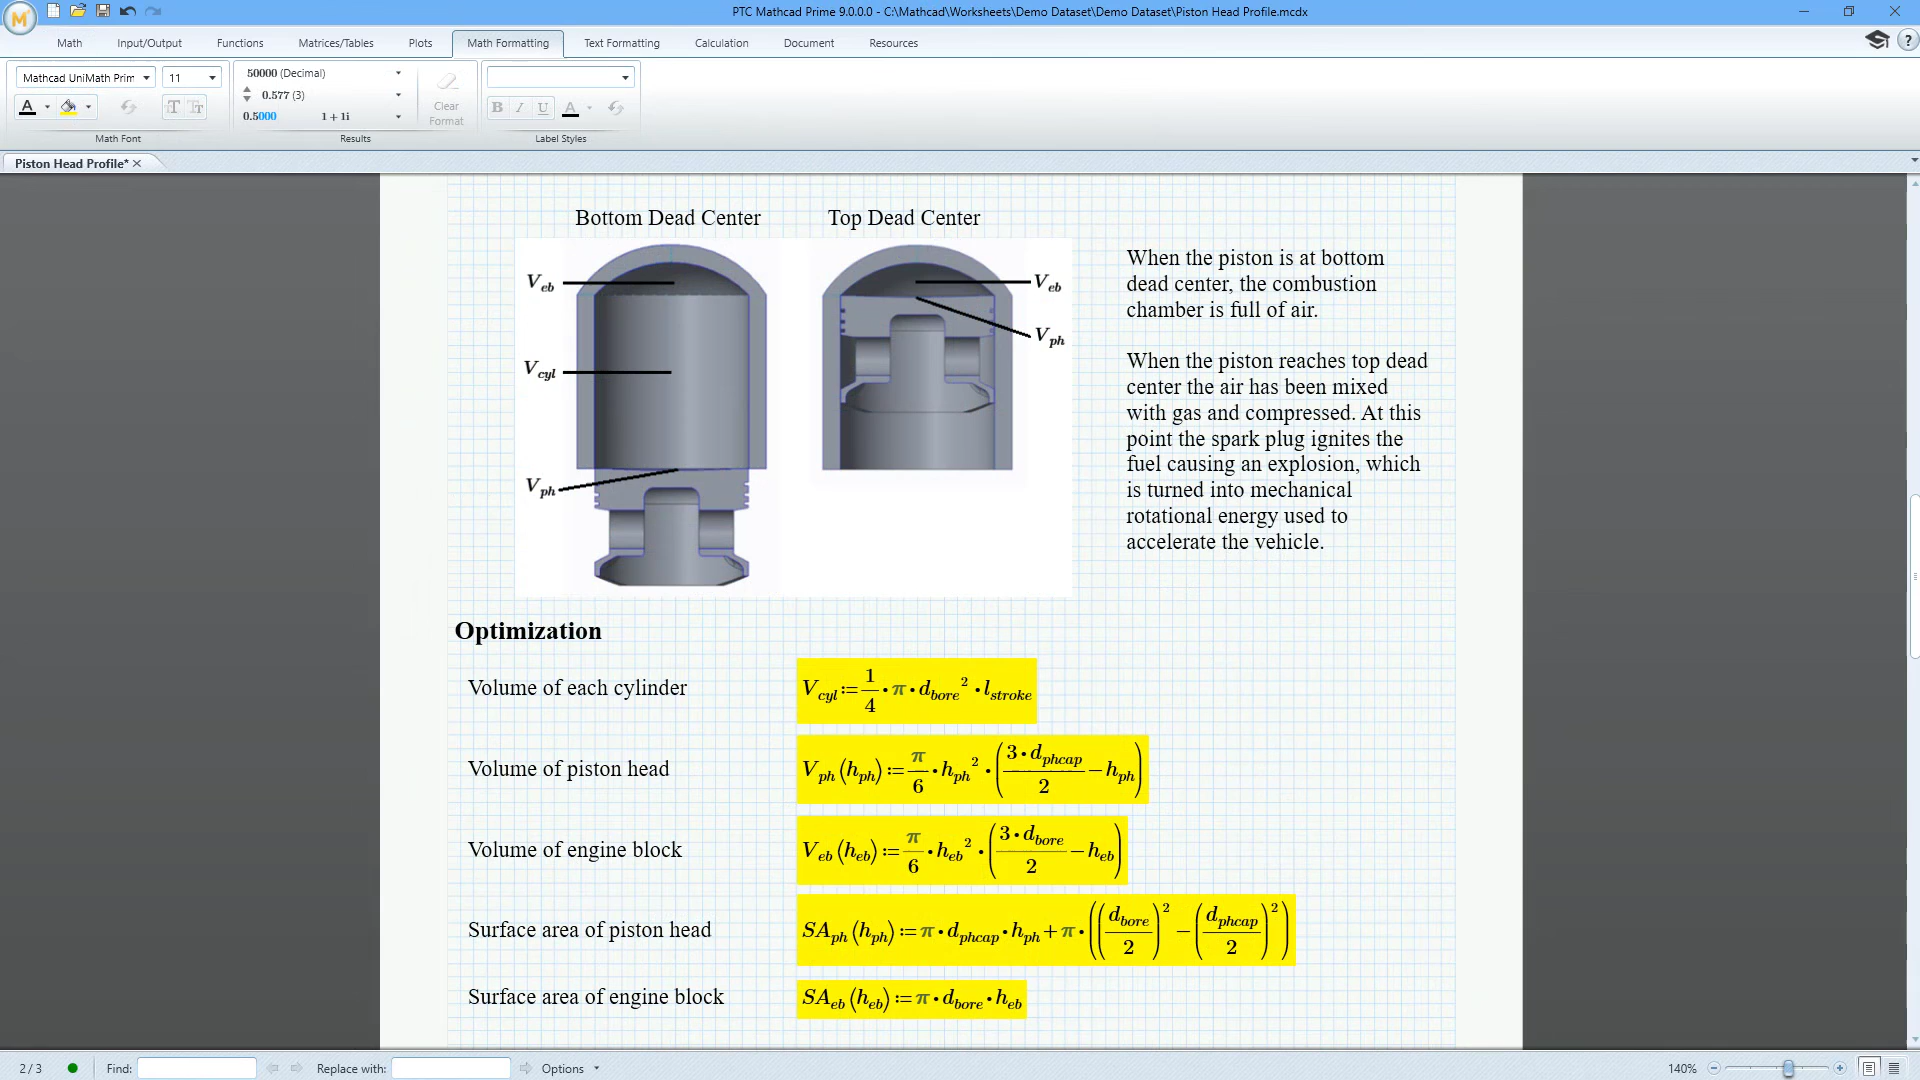 PTC Mathcad Prime 9.0.0.0 - C:\Mathcad\Worksheets\Demo Dataset\Demo Dataset\Piston Head Profile.mcdx
Math Input/Output Functions Matrices/Tables Plots Math Formatting Text Formatting Calculation Document Resources
Mathcad UniMath Prim 11
50000 (Decimal)
0.577 (3)
0.5000 1 + 1i
Clear
Format
Math Font Results Label Styles
Piston Head Profile*
Bottom Dead Center Top Dead Center
V_eb
V_cyl
V_ph
V_eb
V_ph
When the piston is at bottom
dead center, the combustion
chamber is full of air.
When the piston reaches top dead
center the air has been mixed
with gas and compressed. At this
point the spark plug ignites the
fuel causing an explosion, which
is turned into mechanical
rotational energy used to
accelerate the vehicle.
Optimization
Volume of each cylinder V_cyl := 1/4 · π · d_bore² · l_stroke
Volume of piston head V_ph (h_ph) := π/6 · h_ph² · (3 · d_phcap/2 − h_ph)
Volume of engine block V_eb (h_eb) := π/6 · h_eb² · (3 · d_bore/2 − h_eb)
Surface area of piston head SA_ph (h_ph) := π · d_phcap · h_ph + π · ((d_bore/2)² − (d_phcap/2)²)
Surface area of engine block SA_eb (h_eb) := π · d_bore · h_eb
2 / 3 Find: Replace with: Options 140%